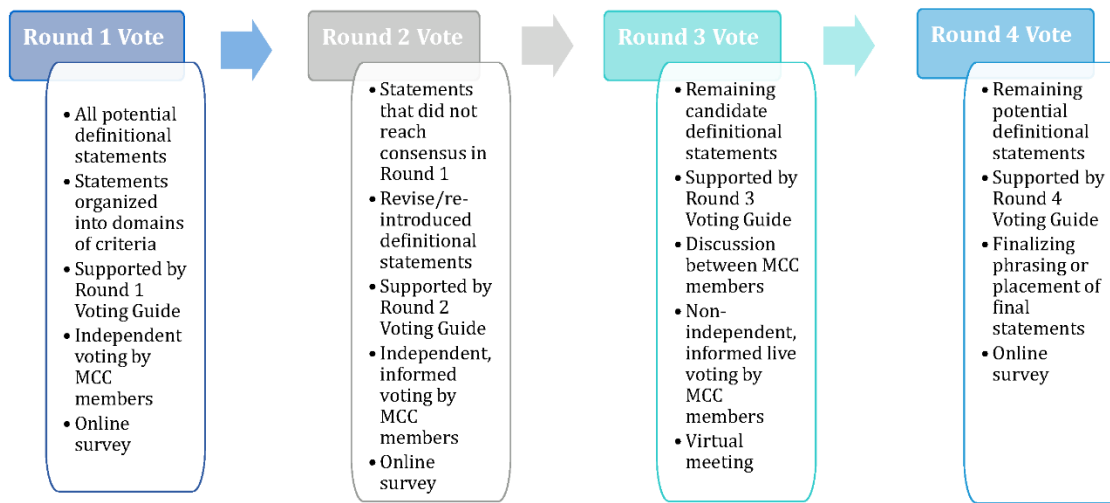 Round 1 Vote
• All potential
definitional
statements
• Statements
organized
into domains
of criteria
• Supported by
Round 1
Voting Guide
• Independent
voting by
MCC
members
• Online
survey
Round 2 Vote
• Statements
that did not
reach
consensus in
Round 1
• Revise/re-
introduced
definitional
statements
• Supported by
Round 2
Voting Guide
• Independent,
informed
voting by
MCC
members
• Online
survey
Round 3 Vote
• Remaining
candidate
definitional
statements
• Supported by
Round 3
Voting Guide
• Discussion
between MCC
members
• Non-
independent,
informed live
voting by
MCC
members
• Virtual
meeting
Round 4 Vote
• Remaining
potential
definitional
statements
• Supported by
Round 4
Voting Guide
• Finalizing
phrasing or
placement of
final
statements
• Online
survey